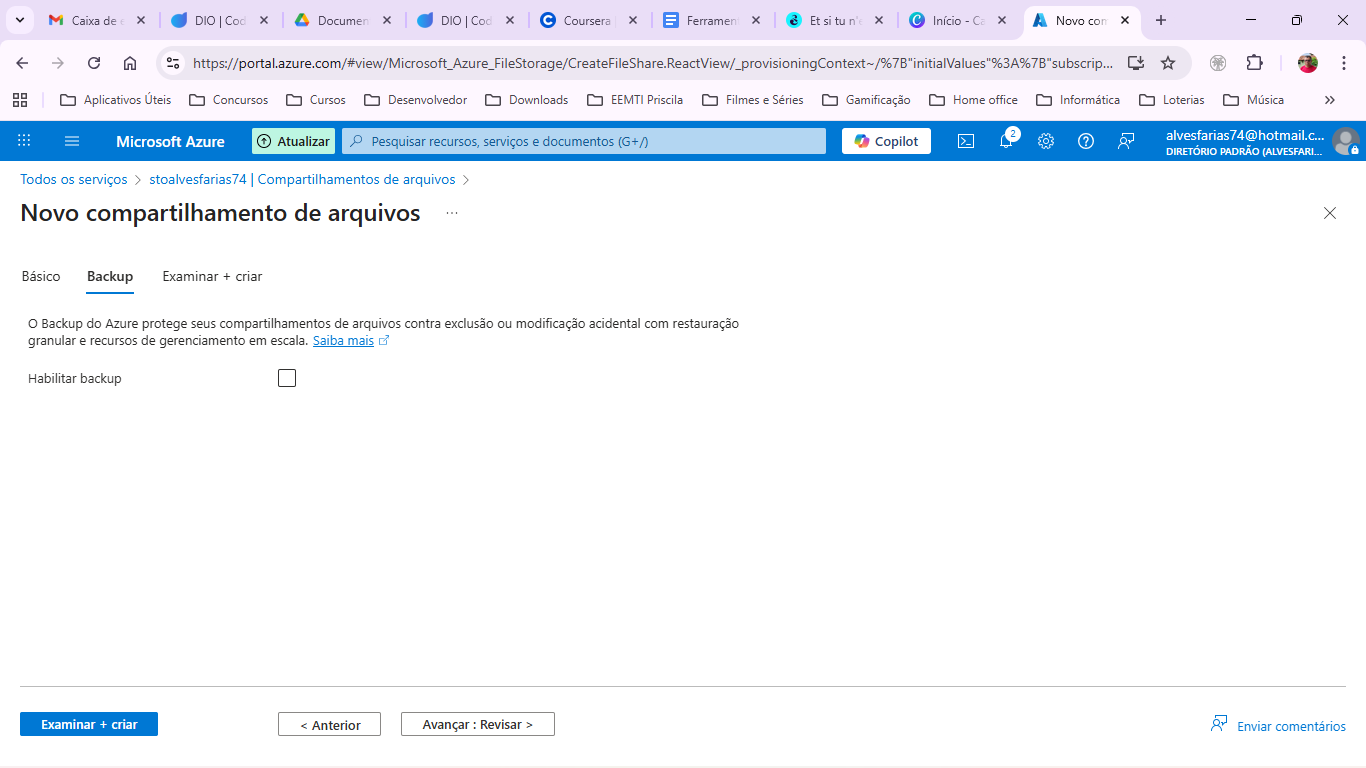 Caixa de e
DIO | Cod
Documen
DIO | Cod
Coursera
Ferrament
Et si tu n'e
Início - Ca
Novo com
https://portal.azure.com/#view/Microsoft_Azure_FileStorage/CreateFileShare.ReactView/_provisioningContext~/%7B"initialValues"%3A%7B"subscrip...
Aplicativos Úteis
Concursos
Cursos
Desenvolvedor
Downloads
EEMTI Priscila
Filmes e Séries
Gamificação
Home office
Informática
Loterias
Música
Microsoft Azure
Atualizar
Pesquisar recursos, serviços e documentos (G+/)
Copilot
2
alvesfarias74@hotmail.c...
DIRETÓRIO PADRÃO (ALVESFARI...
Todos os serviços > stoalvesfarias74 | Compartilhamentos de arquivos >
Novo compartilhamento de arquivos ...
Básico
Backup
Examinar + criar
O Backup do Azure protege seus compartilhamentos de arquivos contra exclusão ou modificação acidental com restauração
granular e recursos de gerenciamento em escala. Saiba mais
Habilitar backup
Examinar + criar
< Anterior
Avançar : Revisar >
Enviar comentários